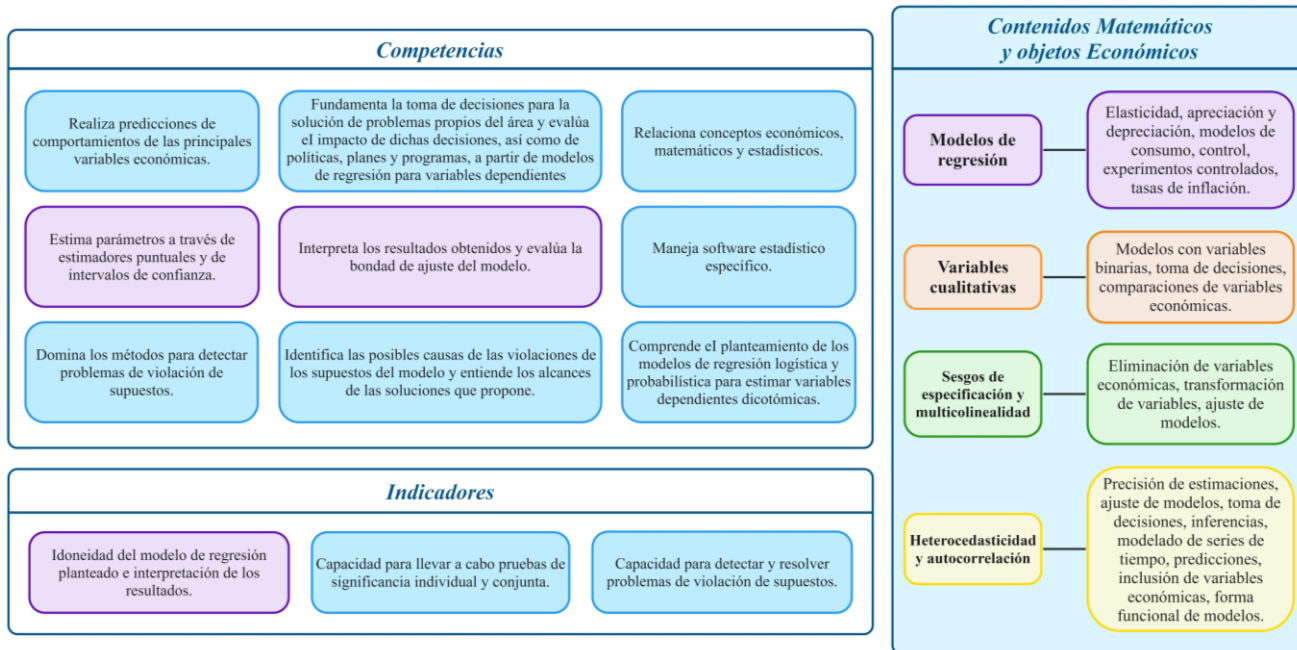 Competencias
Realiza predicciones de
comportamientos de las principales
variables económicas.
Fundamenta la toma de decisiones para la
solución de problemas propios del área y evalúa
el impacto de dichas decisiones, así como de
políticas, planes y programas, a partir de modelos
de regresión para variables dependientes
Relaciona conceptos económicos,
matemáticos y estadísticos.
Estima parámetros a través de
estimadores puntuales y de
intervalos de confianza.
Interpreta los resultados obtenidos y evalúa la
bondad de ajuste del modelo.
Maneja software estadístico
específico.
Domina los métodos para detectar
problemas de violación de
supuestos.
Identifica las posibles causas de las violaciones de
los supuestos del modelo y entiende los alcances
de las soluciones que propone.
Comprende el planteamiento de los
modelos de regresión logística y
probabilística para estimar variables
dependientes dicotómicas.
Indicadores
Idoneidad del modelo de regresión
planteado e interpretación de los
resultados.
Capacidad para llevar a cabo pruebas de
significancia individual y conjunta.
Capacidad para detectar y resolver
problemas de violación de supuestos.
Contenidos Matemáticos
y objetos Económicos
Modelos de
regresión
Elasticidad, apreciación y
depreciación, modelos de
consumo, control,
experimentos controlados,
tasas de inflación.
Variables
cualitativas
Modelos con variables
binarias, toma de decisiones,
comparaciones de variables
económicas.
Sesgos de
especificación y
multicolinealidad
Eliminación de variables
económicas, transformación
de variables, ajuste de
modelos.
Heterocedasticidad
y autocorrelación
Precisión de estimaciones,
ajuste de modelos, toma de
decisiones, inferencias,
modelado de series de
tiempo, predicciones,
inclusión de variables
económicas, forma
funcional de modelos.